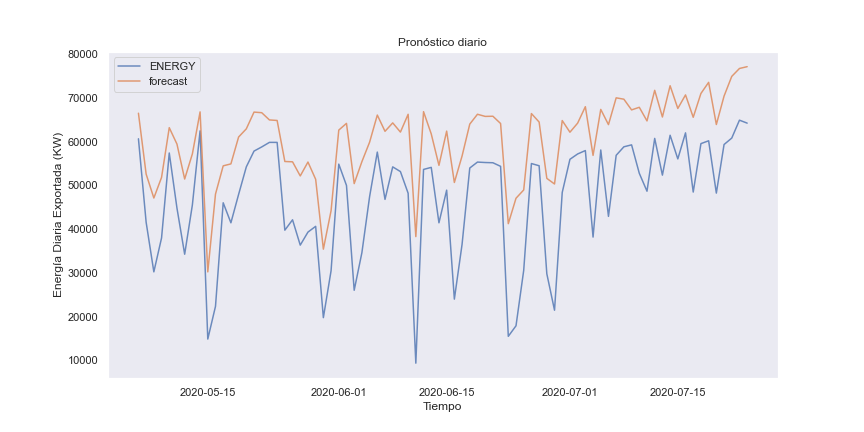 Pronóstico diario
ENERGY
forecast
Energía Diaria Exportada (KW)
80000
70000
60000
50000
40000
30000
20000
10000
2020-05-15 2020-06-01 2020-06-15 2020-07-01 2020-07-15
Tiempo